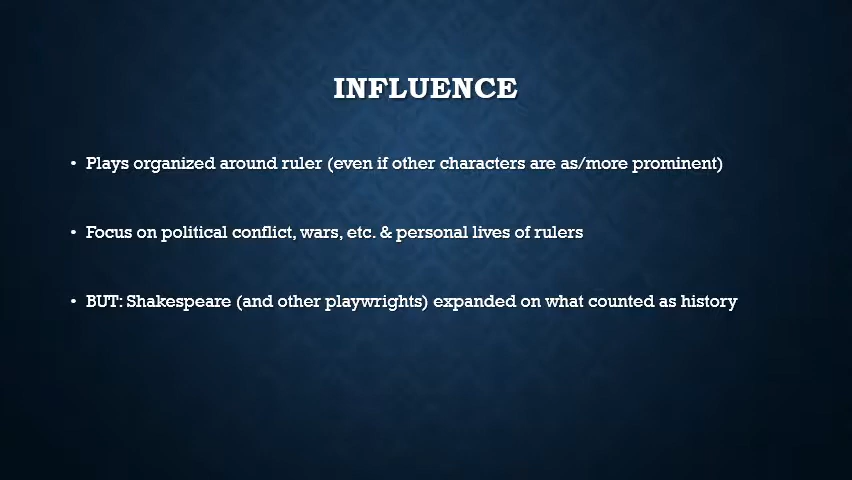 INFLUENCE
• Plays organized around ruler (even if other characters are as/more prominent)
• Focus on political conflict, wars, etc. & personal lives of rulers
• BUT: Shakespeare (and other playwrights) expanded on what counted as history